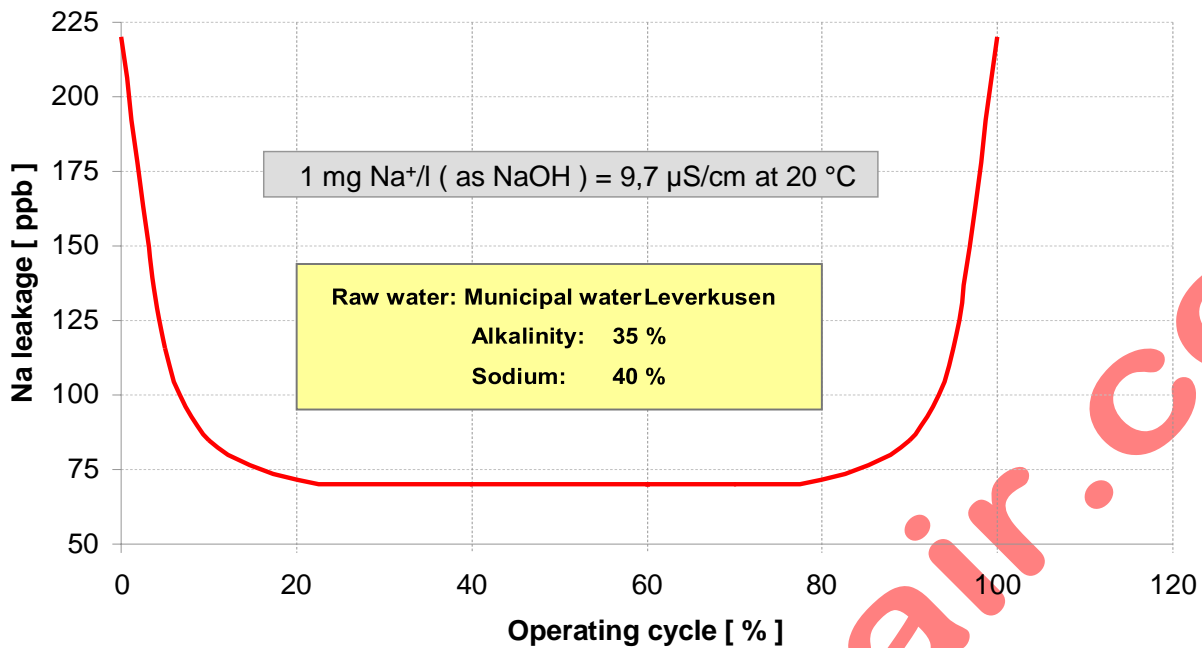 225
200
175
150
125
100
75
50
Na leakage [ ppb ]
1 mg Na⁺/l ( as NaOH ) = 9,7 µS/cm at 20 °C
Raw water: Municipal water Leverkusen
Alkalinity: 35 %
Sodium: 40 %
0 20 40 60 80 100 120
Operating cycle [ % ]
air.co